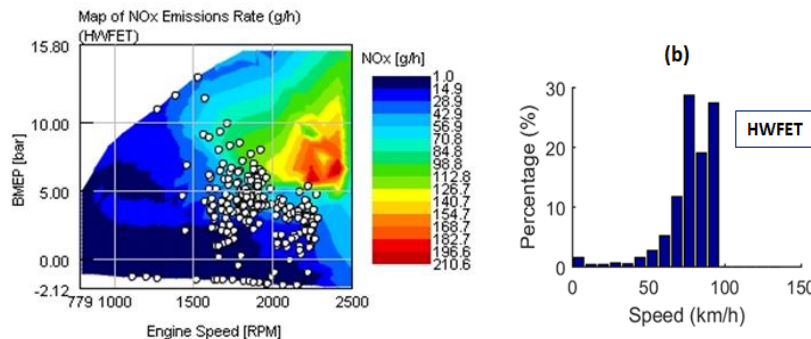 Map of NOx Emissions Rate (g/h)
(HWFET)
15.80
10.00
5.00
0.00
-2.12
BMEP [bar]
779 1000 1500 2000 2500
Engine Speed [RPM]
NOx [g/h]
1.0
14.9
28.9
42.9
56.9
70.8
84.8
98.8
112.8
126.7
140.7
154.7
168.7
182.7
196.6
210.6
(b)
30
20
10
0
Percentage (%)
0 50 100 150
Speed (km/h)
HWFET